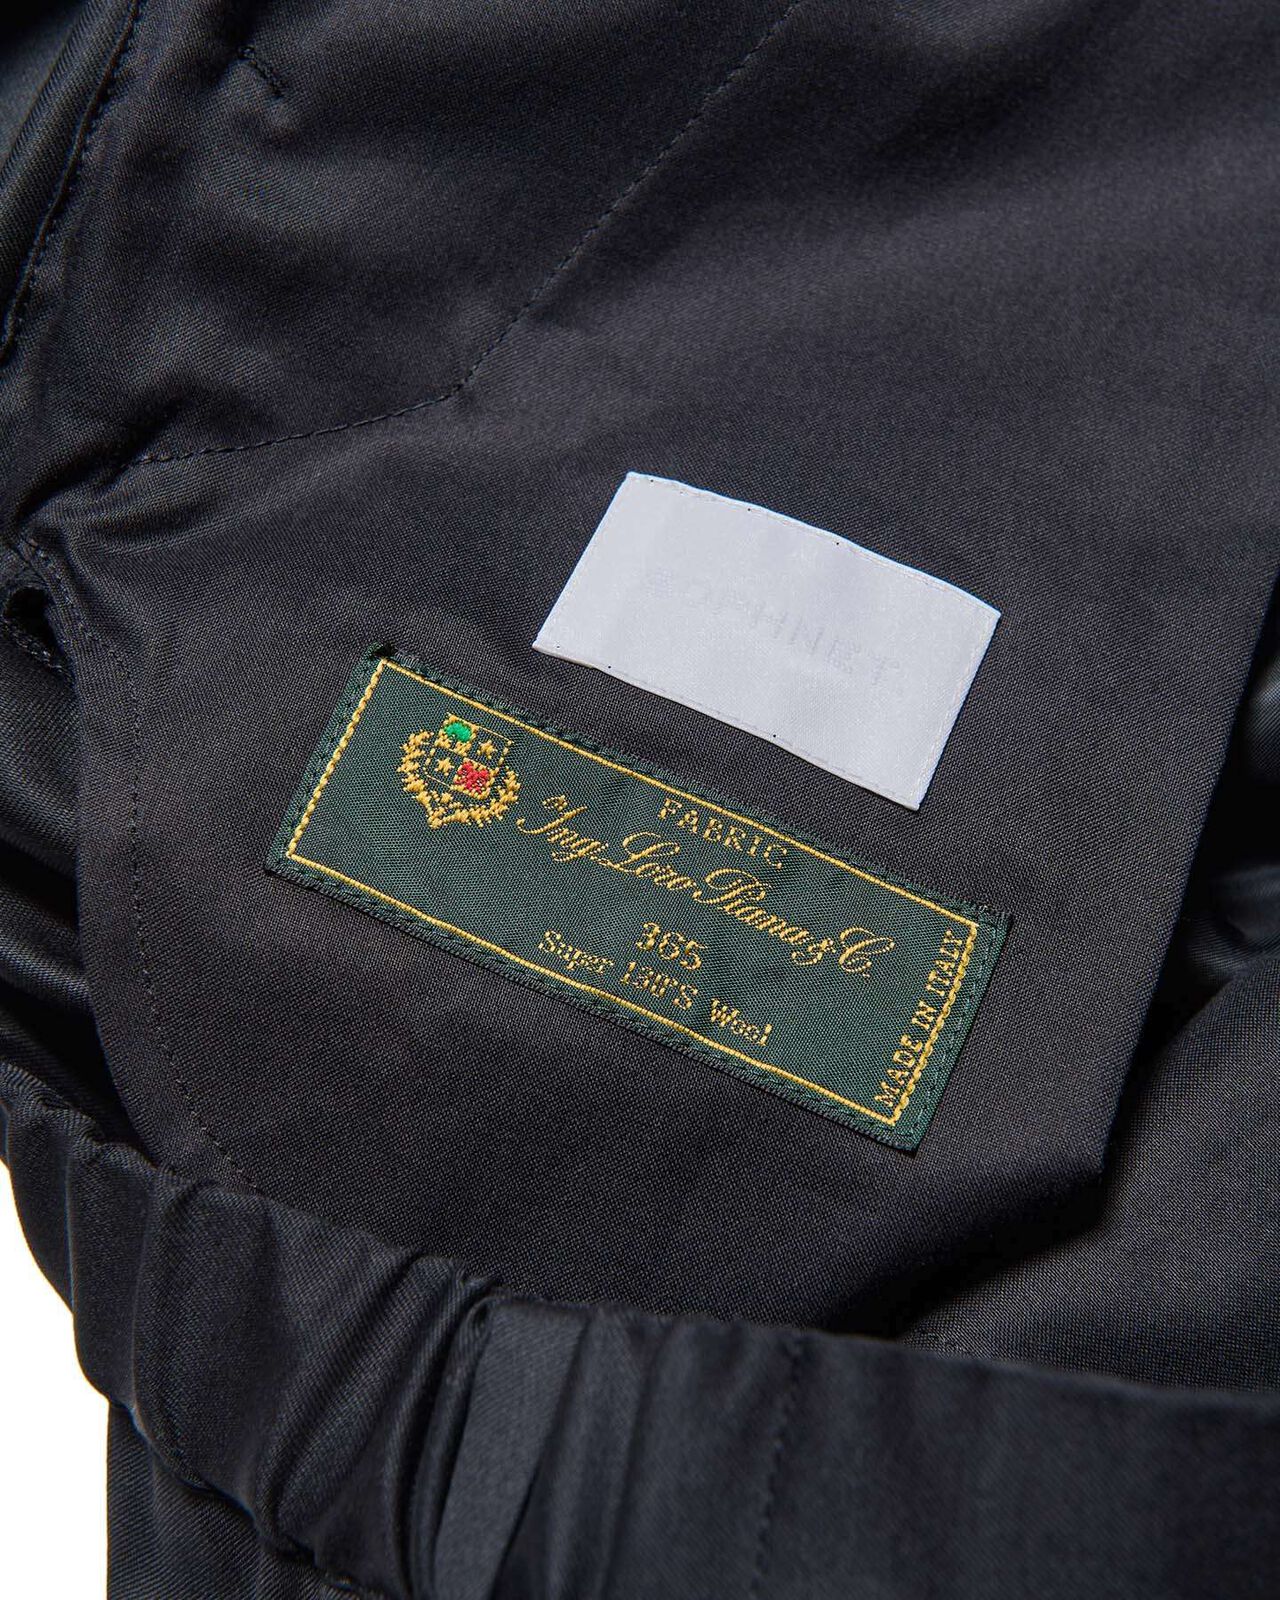 SOPHNET.
FABRIC
Ing. Loro Piana & C.
365
Super 130'S Wool
MADE IN ITALY